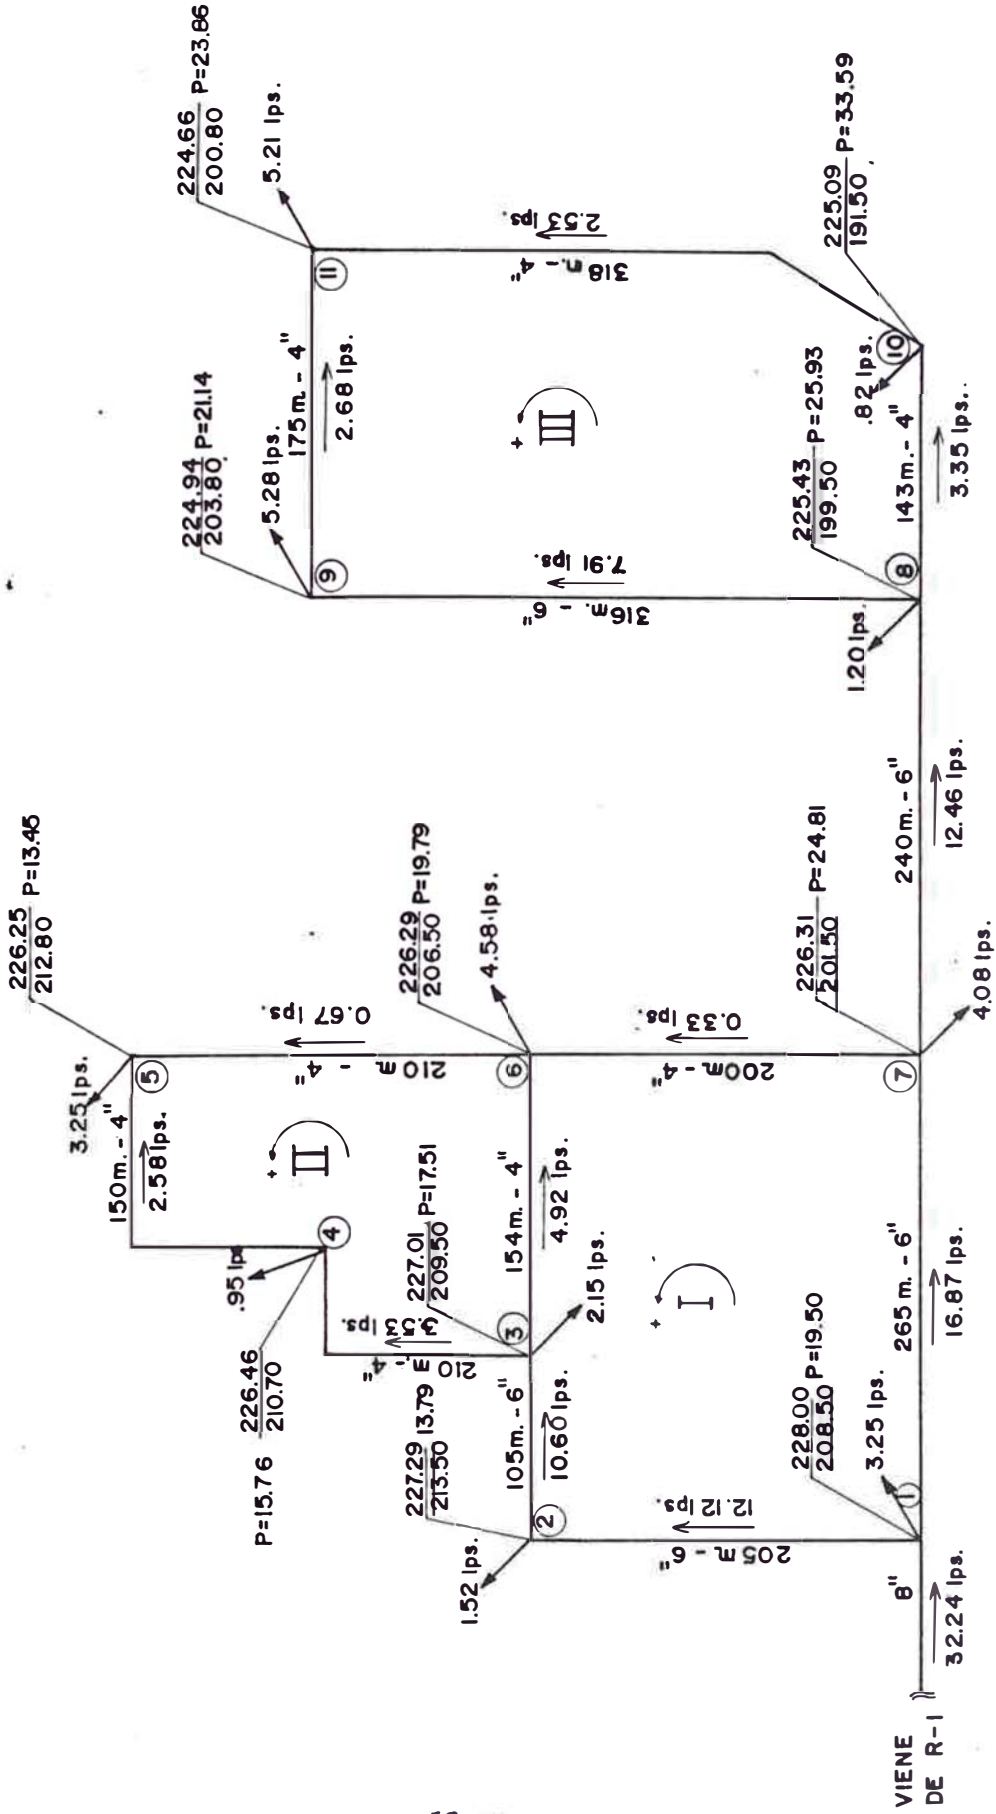 226.25 P=13.45
212.80
3.25 lps.
150 m. - 4"
2.58 lps.
5
210 m - 4"
0.67 lps.
II
+
4
.95 lp
226.46
P=15.76
210.70
210 m - 4"
3.53 lps.
227.01 P=17.51
209.50
3
154 m - 4"
4.92 lps.
2.15 lps.
226.29 P=19.79
206.50
4.58 lps.
6
227.29 13.79
213.50
1.52 lps.
2
105 m. - 6"
10.60 lps.
205 m - 6"
12.12 lps.
I
+
200 m - 4"
0.33 lps.
226.31 P=24.81
201.50
7
4.08 lps.
228.00 P=19.50
208.50
3.25 lps.
1
265 m. - 6"
16.87 lps.
8"
32.24 lps.
VIENE
DE R-1
240 m. - 6"
12.46 lps.
224.94 P=21.14
203.80
5.28 lps.
9
175 m. - 4"
2.68 lps.
224.66 P=23.86
200.80
5.21 lps.
11
318 m. - 4"
2.53 lps.
III
+
316 m. - 6"
7.91 lps.
225.43 P=25.93
199.50
8
1.20 lps.
143 m. - 4"
3.35 lps..
.82 lps.
10
225.09 P=33.59
191.50